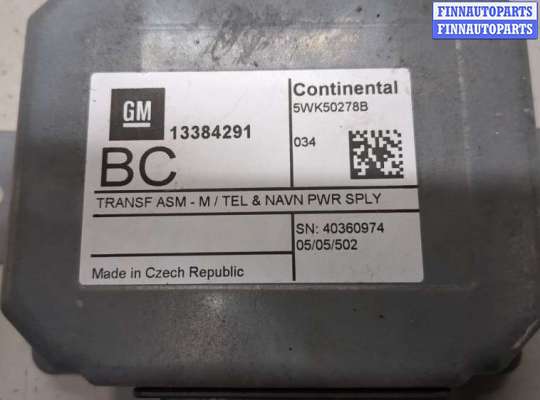 FINNAUTOPARTS
FINNAUTOPARTS
GM
13384291
BC
Continental
5WK50278B
034
TRANSF ASM - M / TEL & NAVN PWR SPLY
SN: 40360974
05/05/502
Made in Czech Republic